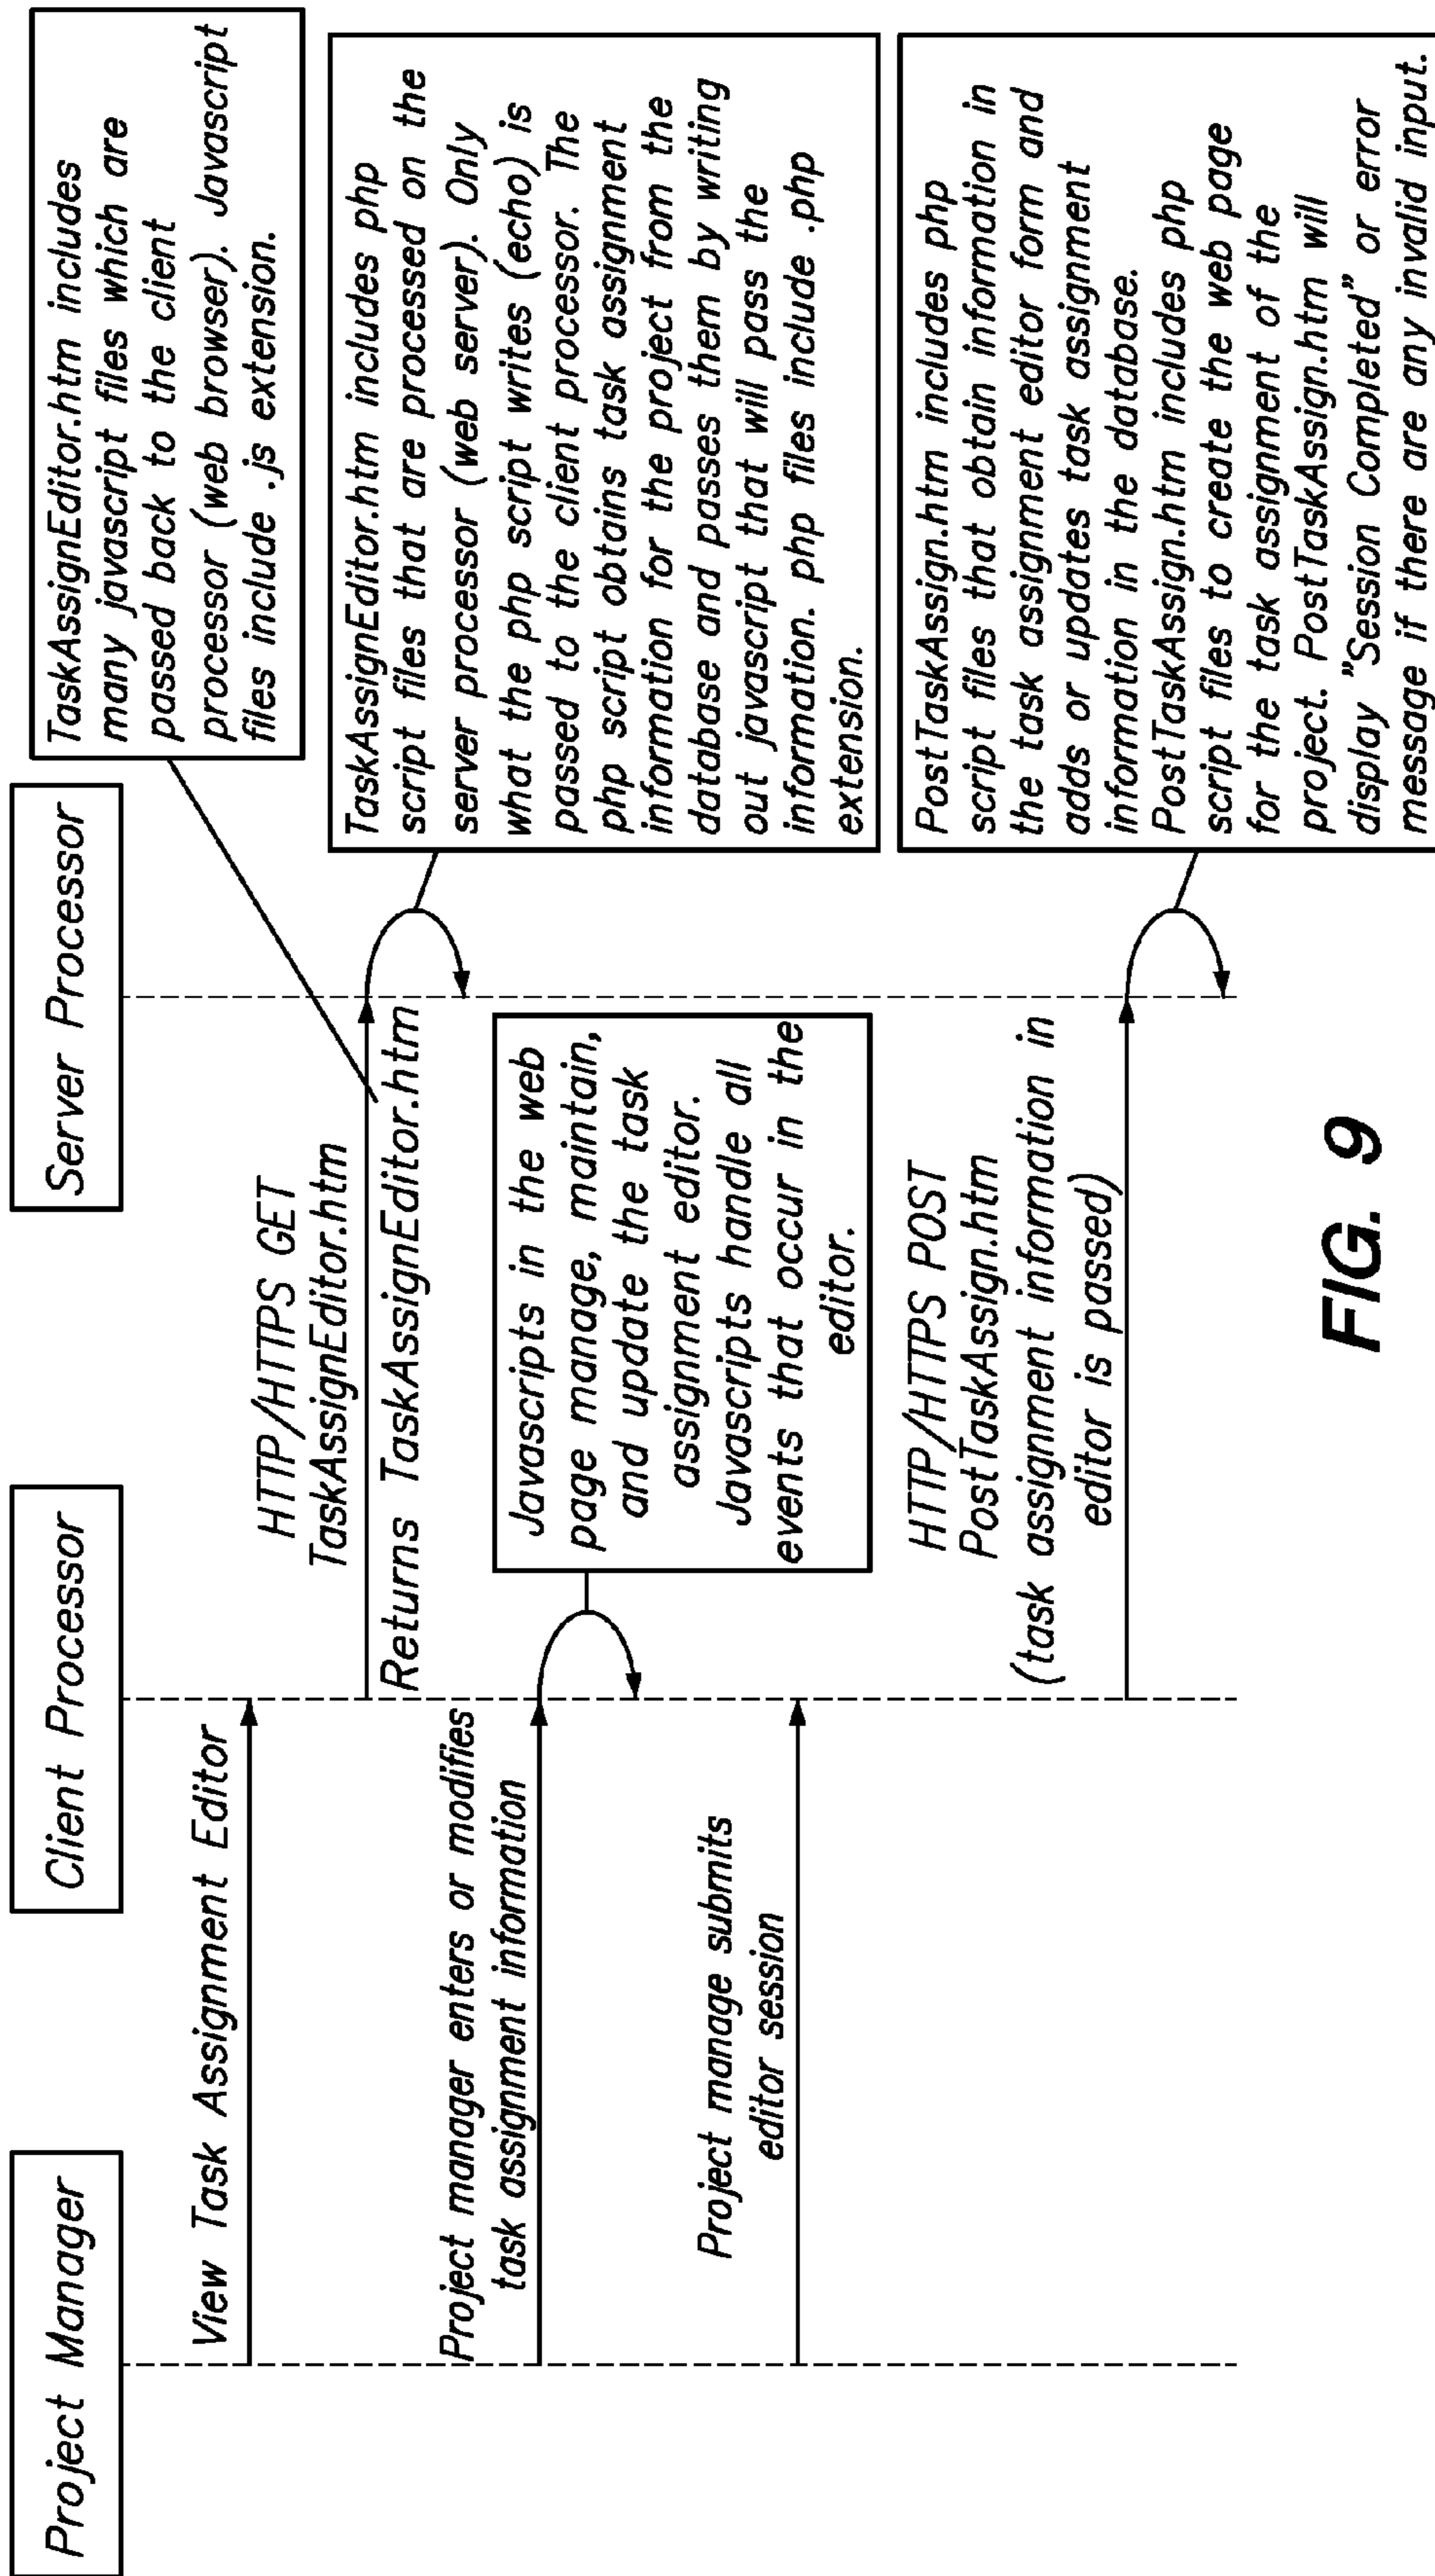 Project Manager
Client Processor
Server Processor
View Task Assignment Editor
HTTP/HTTPS GET
TaskAssignEditor.htm
Returns TaskAssignEditor.htm
TaskAssignEditor.htm includes
many javascript files which are
passed back to the client
processor (web browser). Javascript
files include .js extension.
TaskAssignEditor.htm includes php
script files that are processed on the
server processor (web server). Only
what the php script writes (echo) is
passed to the client processor. The
php script obtains task assignment
information for the project from the
database and passes them by writing
out javascript that will pass the
information. php files include .php
extension.
Project manager enters or modifies
task assignment information
Javascripts in the web
page manage, maintain,
and update the task
assignment editor.
Javascripts handle all
events that occur in the
editor.
Project manage submits
editor session
HTTP/HTTPS POST
PostTaskAssign.htm
(task assignment information in
editor is passed)
PostTaskAssign.htm includes php
script files that obtain information in
the task assignment editor form and
adds or updates task assignment
information in the database.
PostTaskAssign.htm includes php
script files to create the web page
for the task assignment of the
project. PostTaskAssign.htm will
display "Session Completed" or error
message if there are any invalid input.
FIG. 9